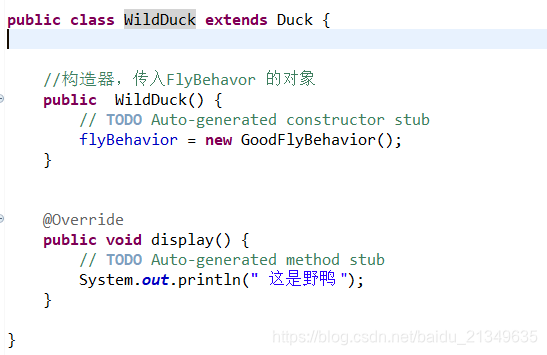 public class WildDuck extends Duck {
//构造器，传入FlyBehavor 的对象
public  WildDuck() {
// TODO Auto-generated constructor stub
flyBehavior = new GoodFlyBehavior();
}
@Override
public void display() {
// TODO Auto-generated method stub
System.out.println(" 这是野鸭 ");
}
}
https://blog.csdn.net/baidu_21349635